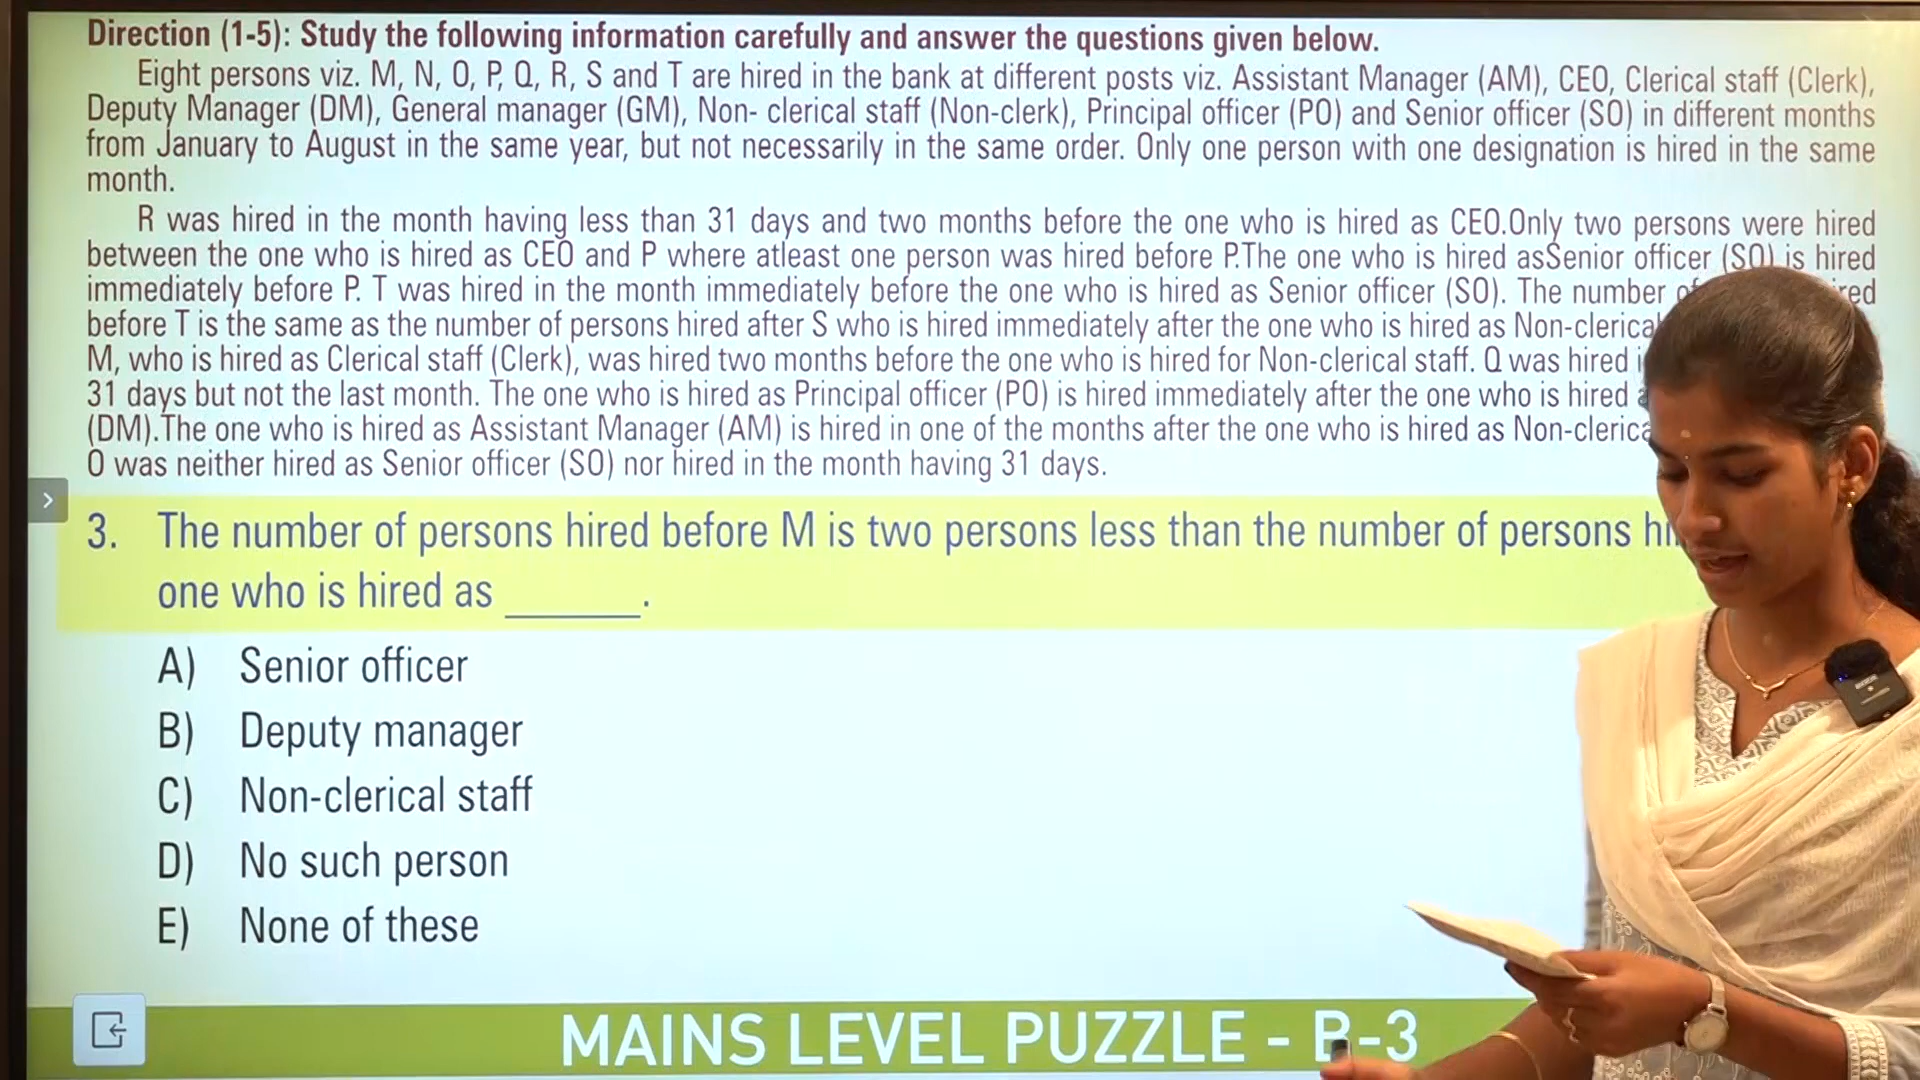 Direction (1-5): Study the following information carefully and answer the questions given below.
Eight persons viz. M, N, O, P, Q, R, S and T are hired in the bank at different posts viz. Assistant Manager (AM), CEO, Clerical staff (Clerk),
Deputy Manager (DM), General manager (GM), Non- clerical staff (Non-clerk), Principal officer (PO) and Senior officer (SO) in different months
from January to August in the same year, but not necessarily in the same order. Only one person with one designation is hired in the same
month.
R was hired in the month having less than 31 days and two months before the one who is hired as CEO.Only two persons were hired
between the one who is hired as CEO and P where atleast one person was hired before P.The one who is hired asSenior officer (SO) is hired
immediately before P. T was hired in the month immediately before the one who is hired as Senior officer (SO). The number
before T is the same as the number of persons hired after S who is hired immediately after the one who is hired as
M, who is hired as Clerical staff (Clerk), was hired two months before the one who is hired for Non-clerical staff. Q was hired
31 days but not the last month. The one who is hired as Principal officer (PO) is hired immediately after the one who is hired
(DM).The one who is hired as Assistant Manager (AM) is hired in one of the months after the one who is hired as
O was neither hired as Senior officer (SO) nor hired in the month having 31 days.
3. The number of persons hired before M is two persons less than the number of persons
one who is hired as ______.
A) Senior officer
B) Deputy manager
C) Non-clerical staff
D) No such person
E) None of these
MAINS LEVEL PUZZLE - B-3